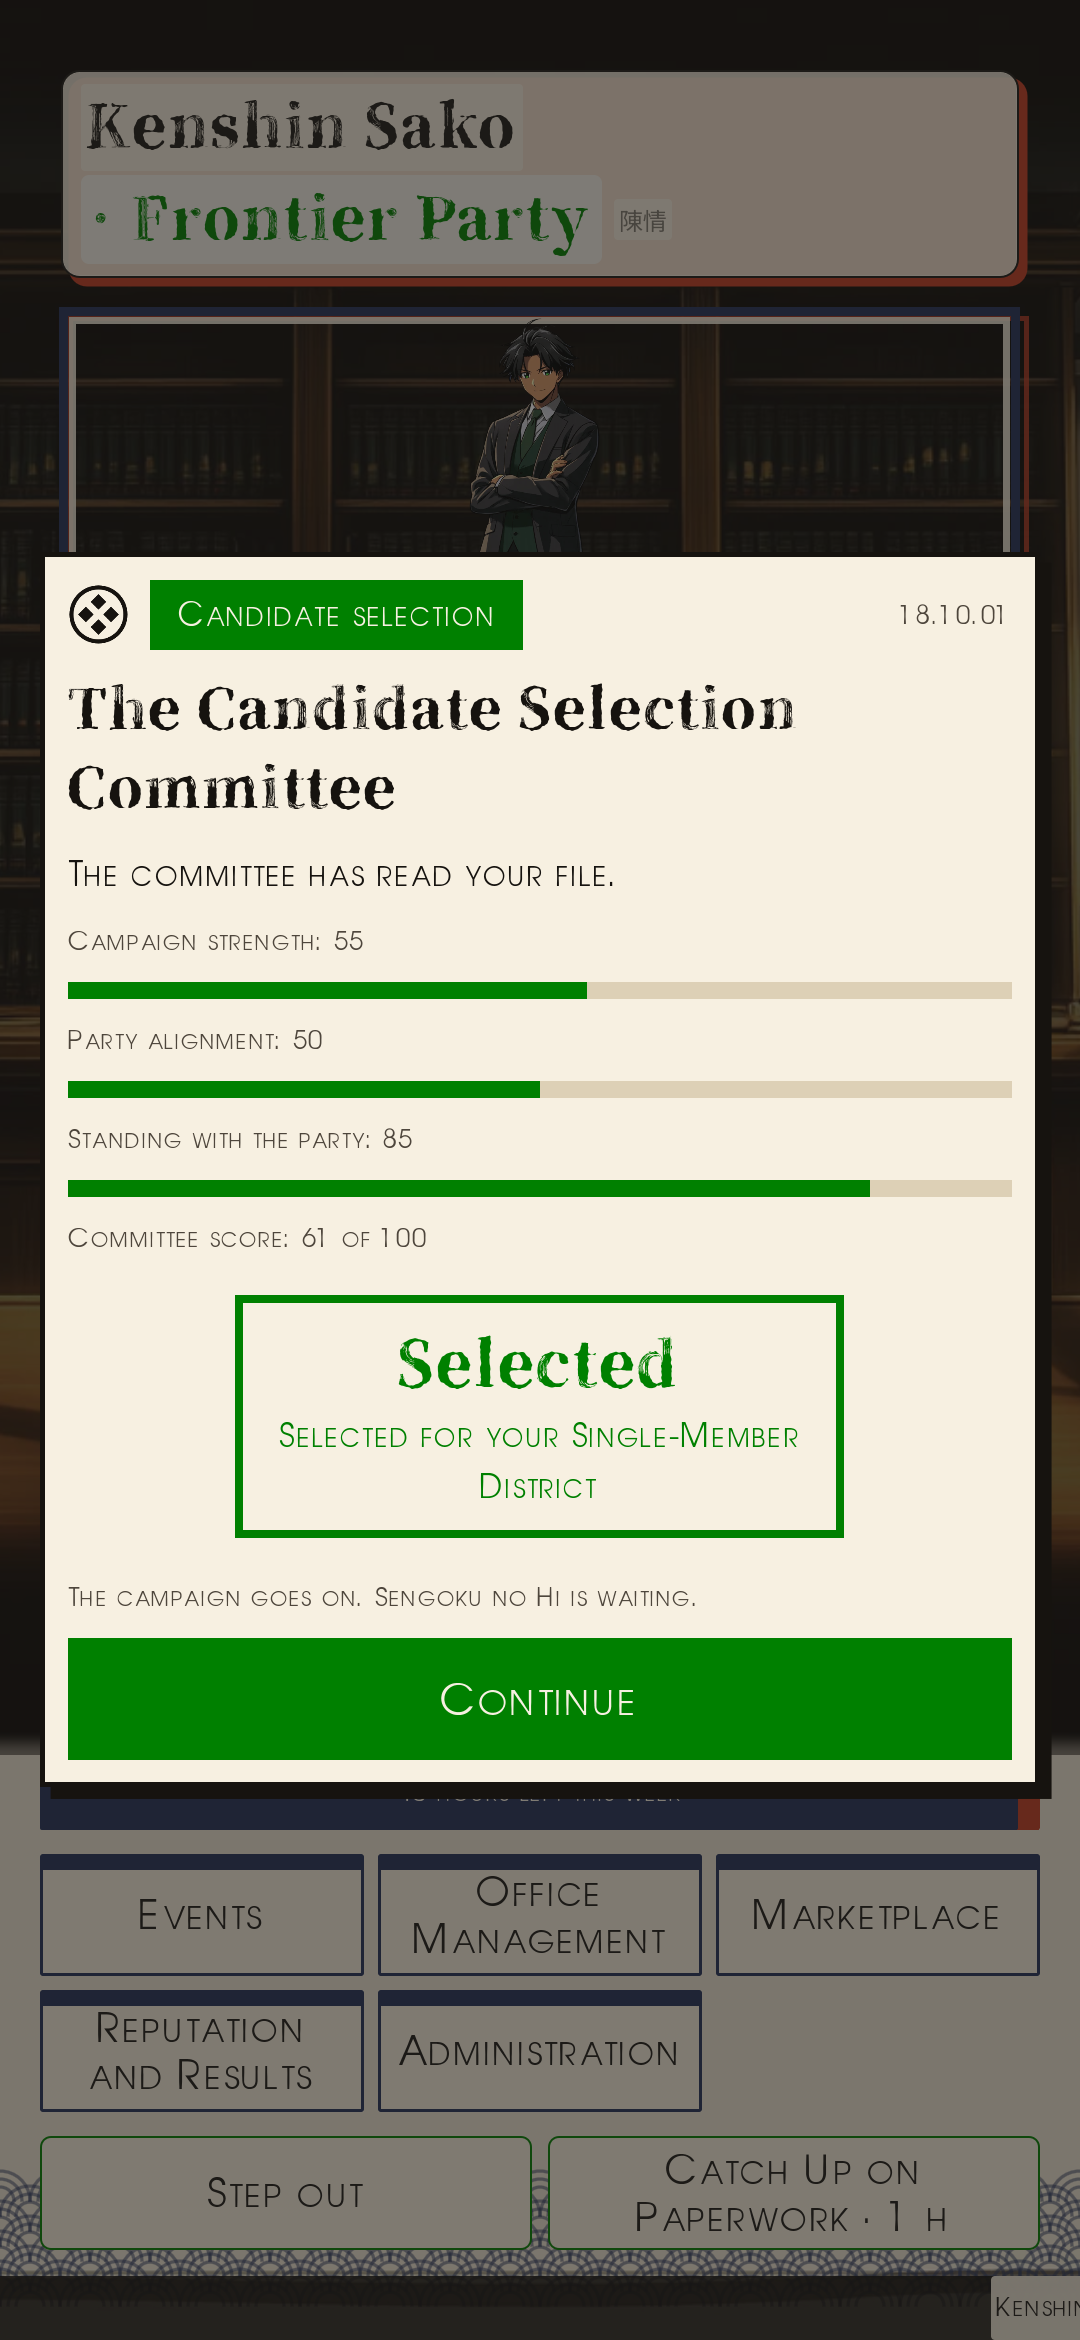 Kenshin Sako
· Frontier Party 陳情
Candidate selection
18.10.01
The Candidate Selection
Committee
The committee has read your file.
Campaign strength: 55
Party alignment: 50
Standing with the party: 85
Committee score: 61 of 100
Selected
Selected for your Single-Member
District
The campaign goes on. Sengoku no Hi is waiting.
Continue
Events
Office
Management
Marketplace
Reputation
and Results
Administration
Step out
Catch Up on
Paperwork · 1 h